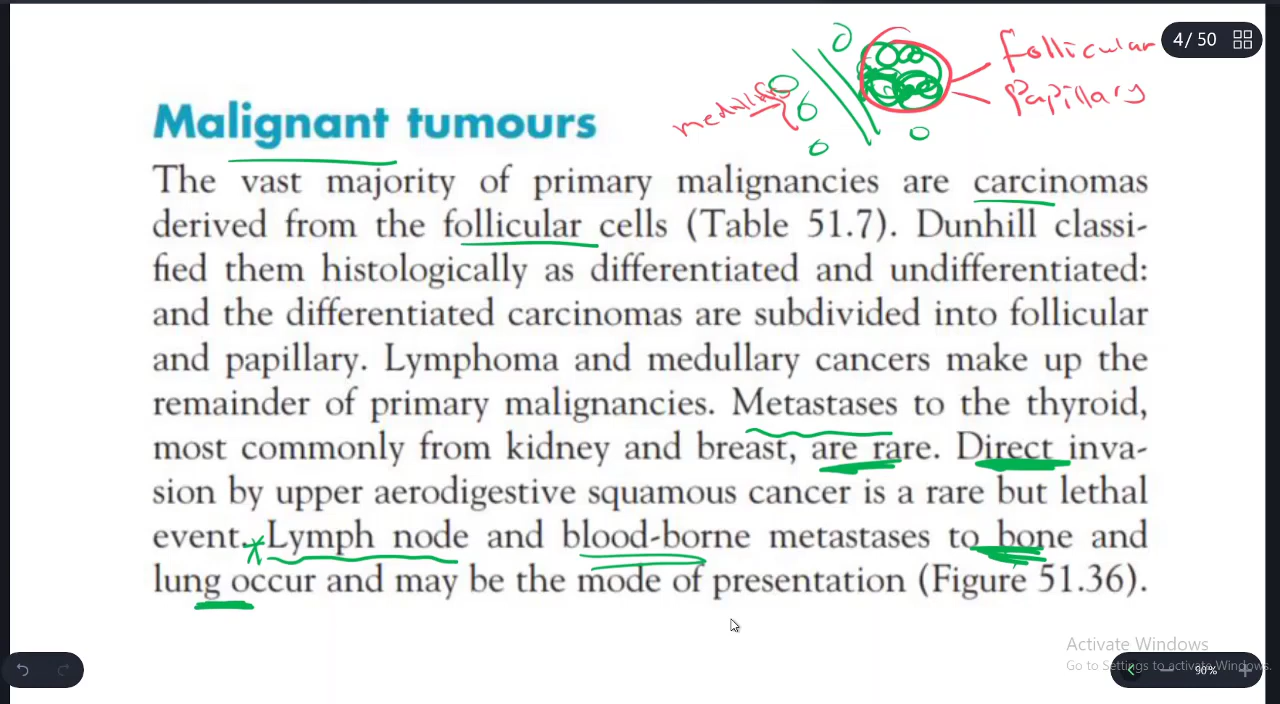 4/50
follicular
papillary
medullary
Malignant tumours
The vast majority of primary malignancies are carcinomas
derived from the follicular cells (Table 51.7). Dunhill classi-
fied them histologically as differentiated and undifferentiated:
and the differentiated carcinomas are subdivided into follicular
and papillary. Lymphoma and medullary cancers make up the
remainder of primary malignancies. Metastases to the thyroid,
most commonly from kidney and breast, are rare. Direct inva-
sion by upper aerodigestive squamous cancer is a rare but lethal
event. Lymph node and blood-borne metastases to bone and
lung occur and may be the mode of presentation (Figure 51.36).
Activate Windows
Go to Settings to activate Windows.
90%